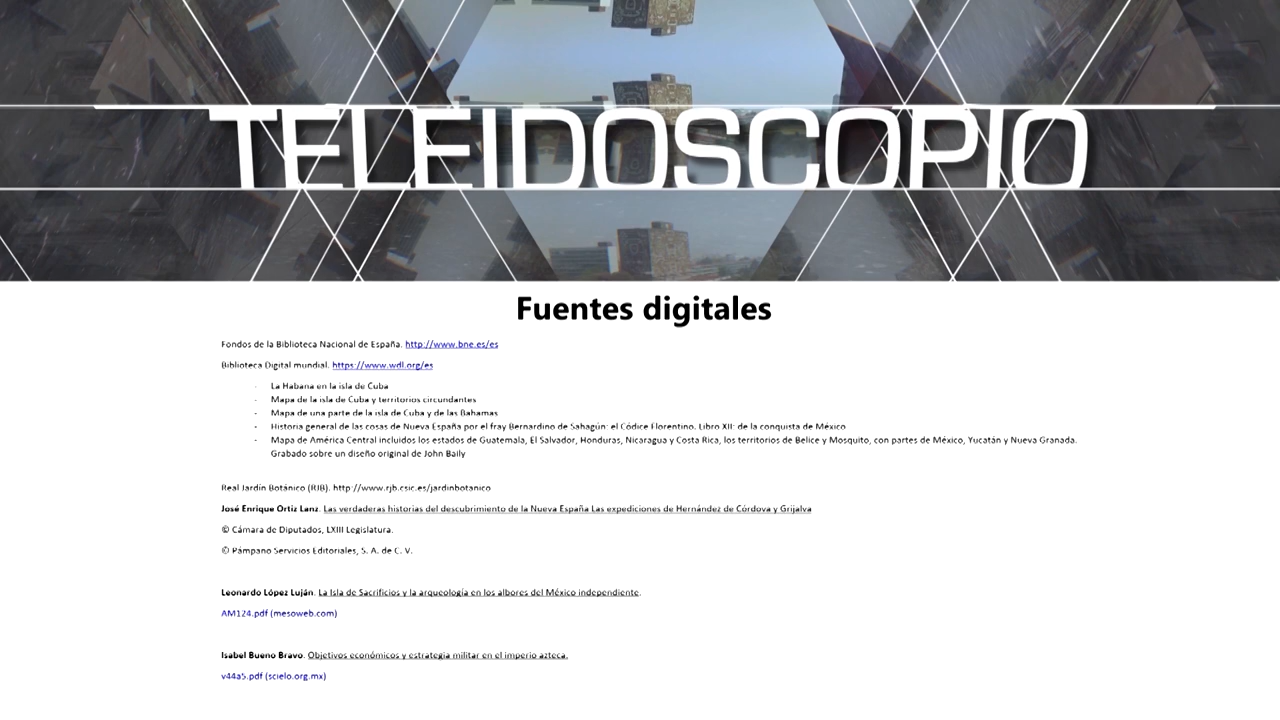 TELEIDOSCOPIO
Fuentes digitales
Fondos de la Biblioteca Nacional de España. http://www.bne.es/es
Biblioteca Digital mundial. https://www.wdl.org/es
- La Habana en la isla de Cuba
- Mapa de la isla de Cuba y territorios circundantes
- Mapa de una parte de la isla de Cuba y de las Bahamas
- Historia general de las cosas de Nueva España por el fray Bernardino de Sahagún: el Códice Florentino. Libro XII: de la conquista de México
- Mapa de América Central incluidos los estados de Guatemala, El Salvador, Honduras, Nicaragua y Costa Rica, los territorios de Belice y Mosquito, con partes de México, Yucatán y Nueva Granada.
Grabado sobre un diseño original de John Baily
Real Jardín Botánico (RJB). http://www.rjb.csic.es/jardinbotanico
José Enrique Ortiz Lanz. Las verdaderas historias del descubrimiento de la Nueva España Las expediciones de Hernández de Córdova y Grijalva
© Cámara de Diputados, LXIII Legislatura.
© Pámpano Servicios Editoriales, S. A. de C. V.
Leonardo López Luján. La Isla de Sacrificios y la arqueología en los albores del México independiente.
AM124.pdf (mesoweb.com)
Isabel Bueno Bravo. Objetivos económicos y estrategia militar en el imperio azteca.
v44a5.pdf (scielo.org.mx)